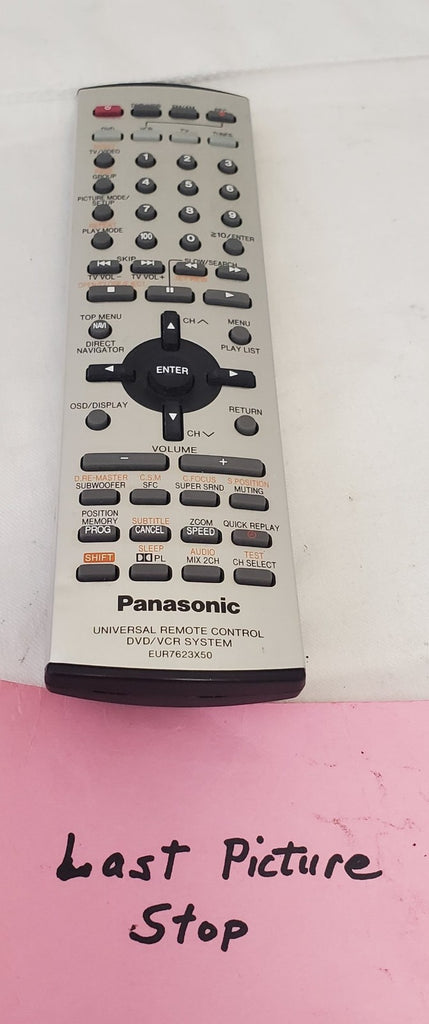 TV/VIDEO
1 2 3
GROUP
4 5 6
PICTURE MODE/
SETUP
7 8 9
PLAY MODE
100 0 ≥10/ENTER
SKIP SLOW/SEARCH
TV VOL– TV VOL+
TOP MENU CH MENU
NAVI
DIRECT
NAVIGATOR
PLAY LIST
ENTER
OSD/DISPLAY RETURN
CH
VOLUME
– +
D.RE-MASTER C.S.M C.FOCUS S.POSITION
SUBWOOFER SFC SUPER SRND MUTING
POSITION
MEMORY SUBTITLE ZOOM QUICK REPLAY
PROG CANCEL SPEED
SHIFT SLEEP AUDIO TEST
PL MIX 2CH CH SELECT
Panasonic
UNIVERSAL REMOTE CONTROL
DVD/VCR SYSTEM
EUR7623X50
Last Picture
Stop